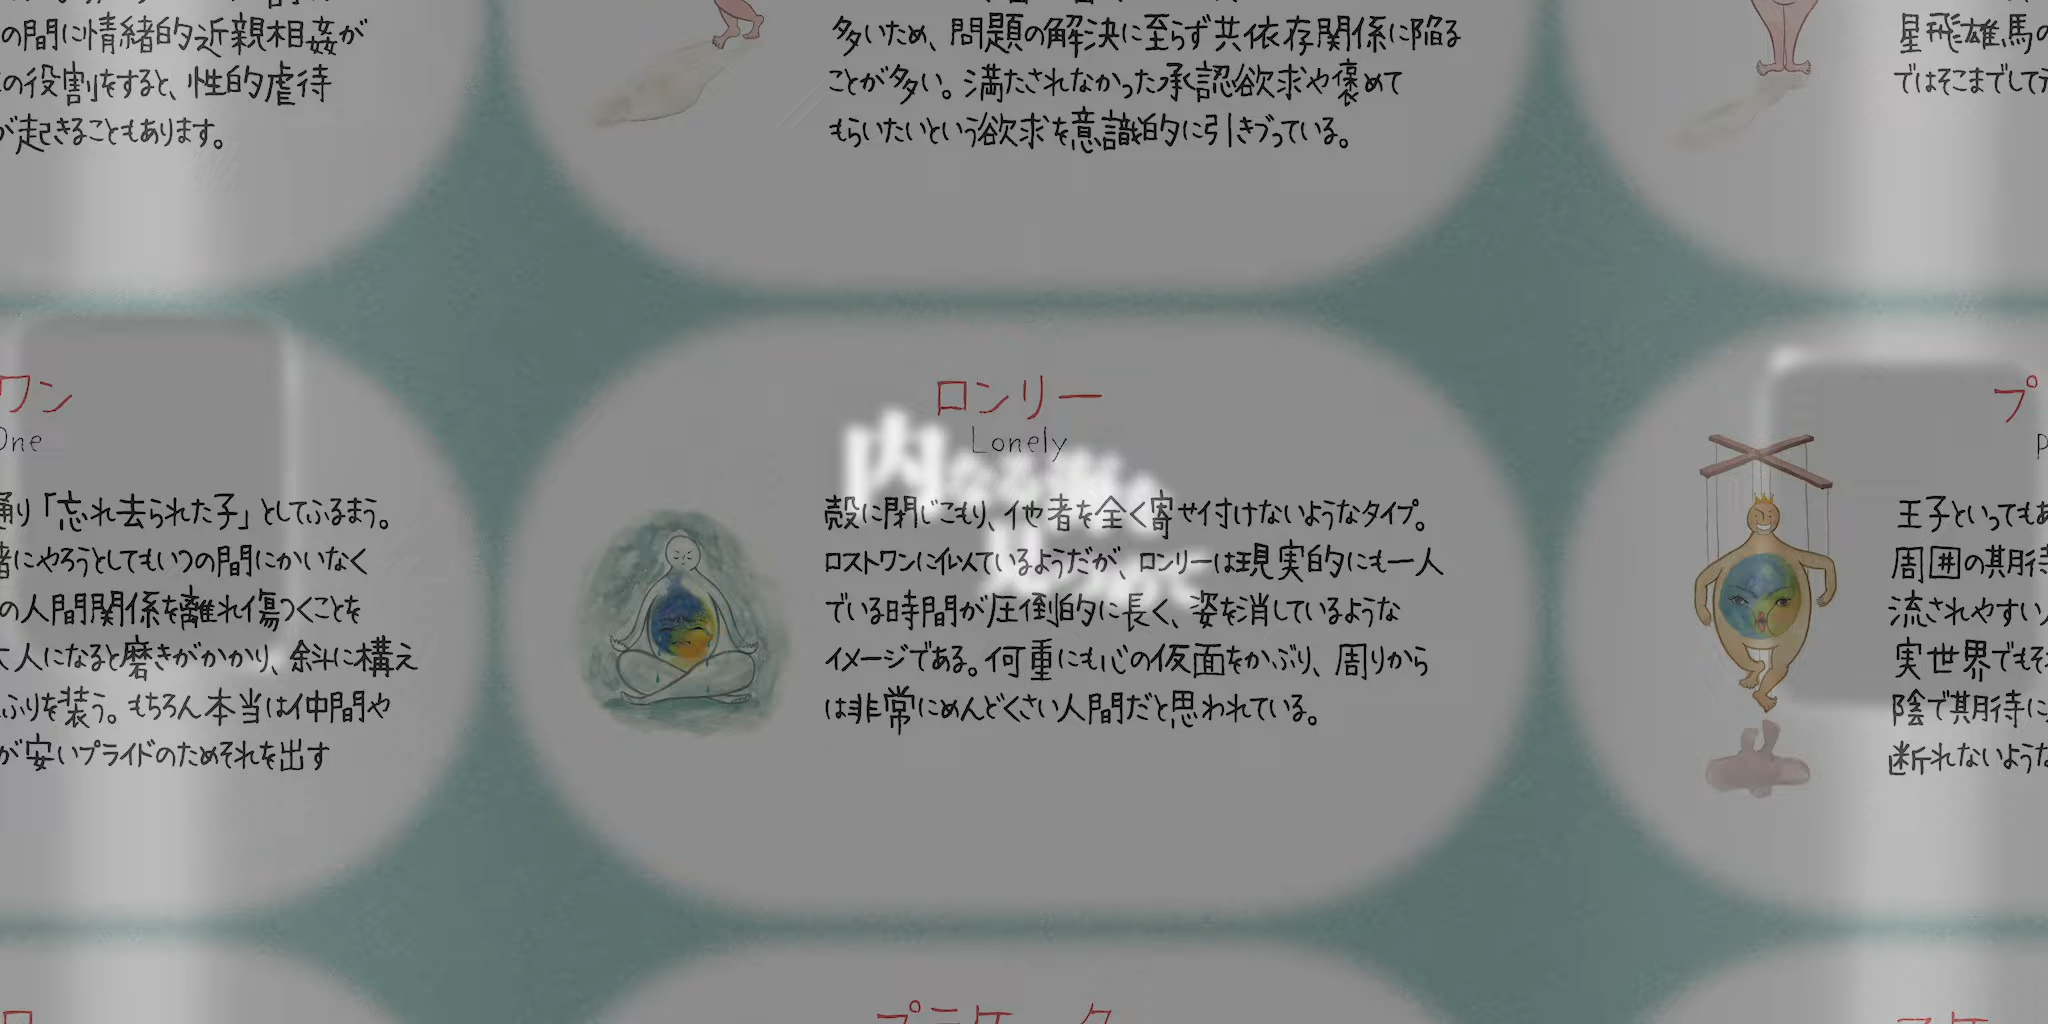 の間に情緒的近親相姦が
の役割をすると、性的虐待
が起きることもあります。
多いため、問題の解決に至らず共依存関係に陥る
ことが多い。満たされなかった承認欲求や褒めて
もらいたいという欲求を意識的に引きづっている。
星飛雄馬の
ではそこまでして
ワン
One
通り「忘れ去られた子」としてふるまう。
緒にやろうとしてもいつの間にかいなく
の人間関係を離れ傷つくことを
大人になると磨きがかかり、斜に構え
ふりを装う。もちろん本当は仲間や
が安いプライドのためそれを出す
ロンリー
Lonely
殻に閉じこもり、他者を全く寄せ付けないようなタイプ。
ロストワンに似ているようだが、ロンリーは現実的にも一人
でいる時間が圧倒的に長く、姿を消しているような
イメージである。何重にも心の仮面をかぶり、周りから
は非常にめんどくさい人間だと思われている。
プ
P
王子といってもあ
周囲の期待
流されやすい人
実世界でもそれ
陰で期待に
断れないような
内なる
プラケータ